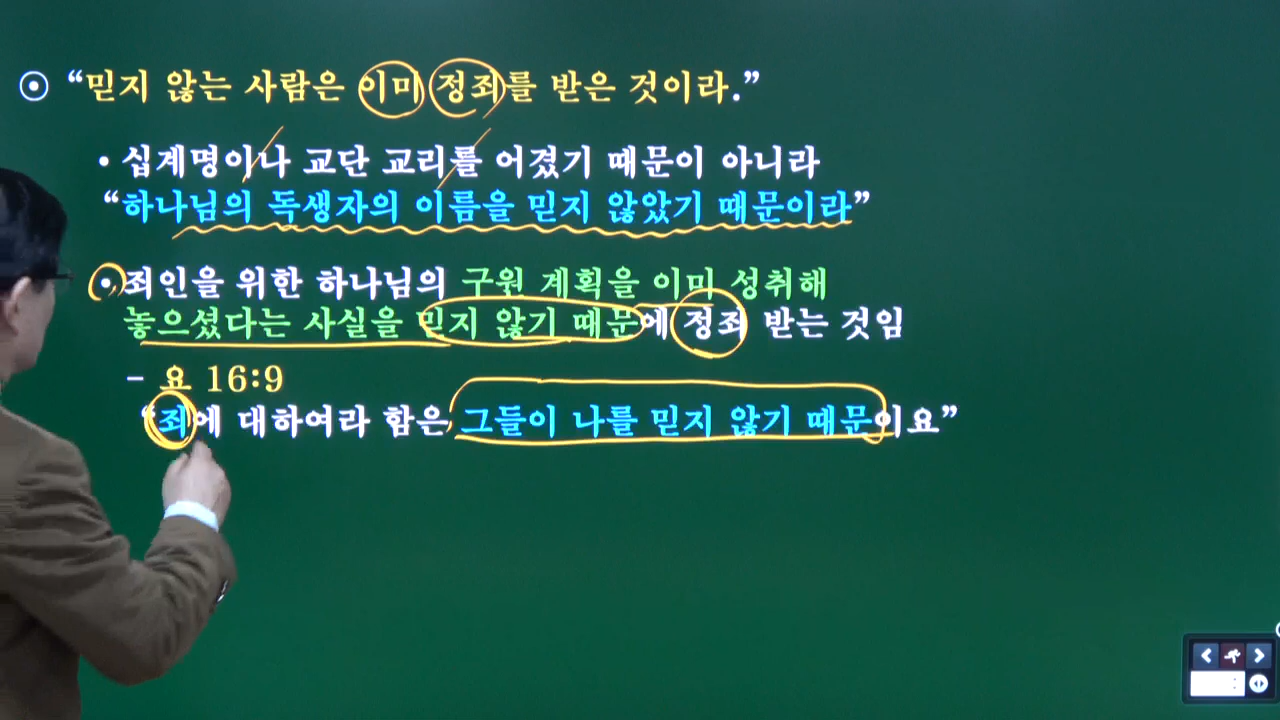 ⊙ “믿지 않는 사람은 이미 정죄를 받은 것이라.”
• 십계명이나 교단 교리를 어겼기 때문이 아니라
“하나님의 독생자의 이름을 믿지 않았기 때문이라”
• 죄인을 위한 하나님의 구원 계획을 이미 성취해
놓으셨다는 사실을 믿지 않기 때문에 정죄 받는 것임
- 요 16:9
“죄에 대하여라 함은 그들이 나를 믿지 않기 때문이요”